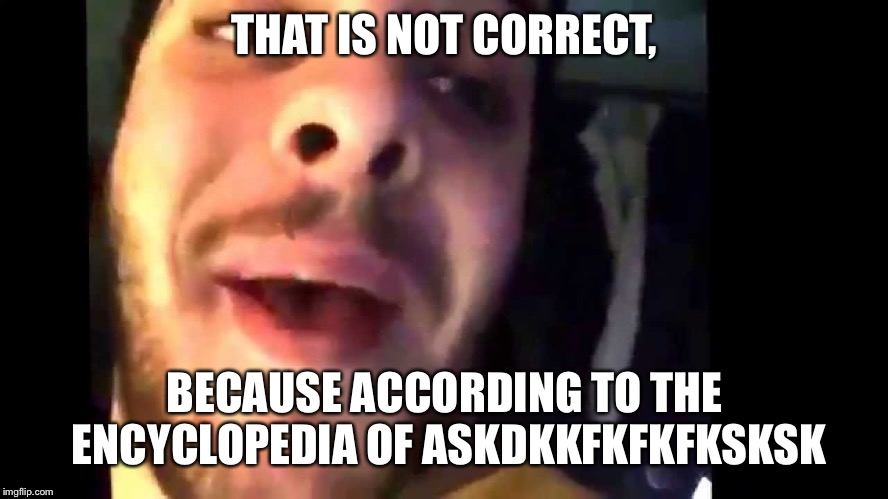 THAT IS NOT CORRECT,
BECAUSE ACCORDING TO THE
ENCYCLOPEDIA OF ASKDKKFKFKFKSKSK
imgflip.com